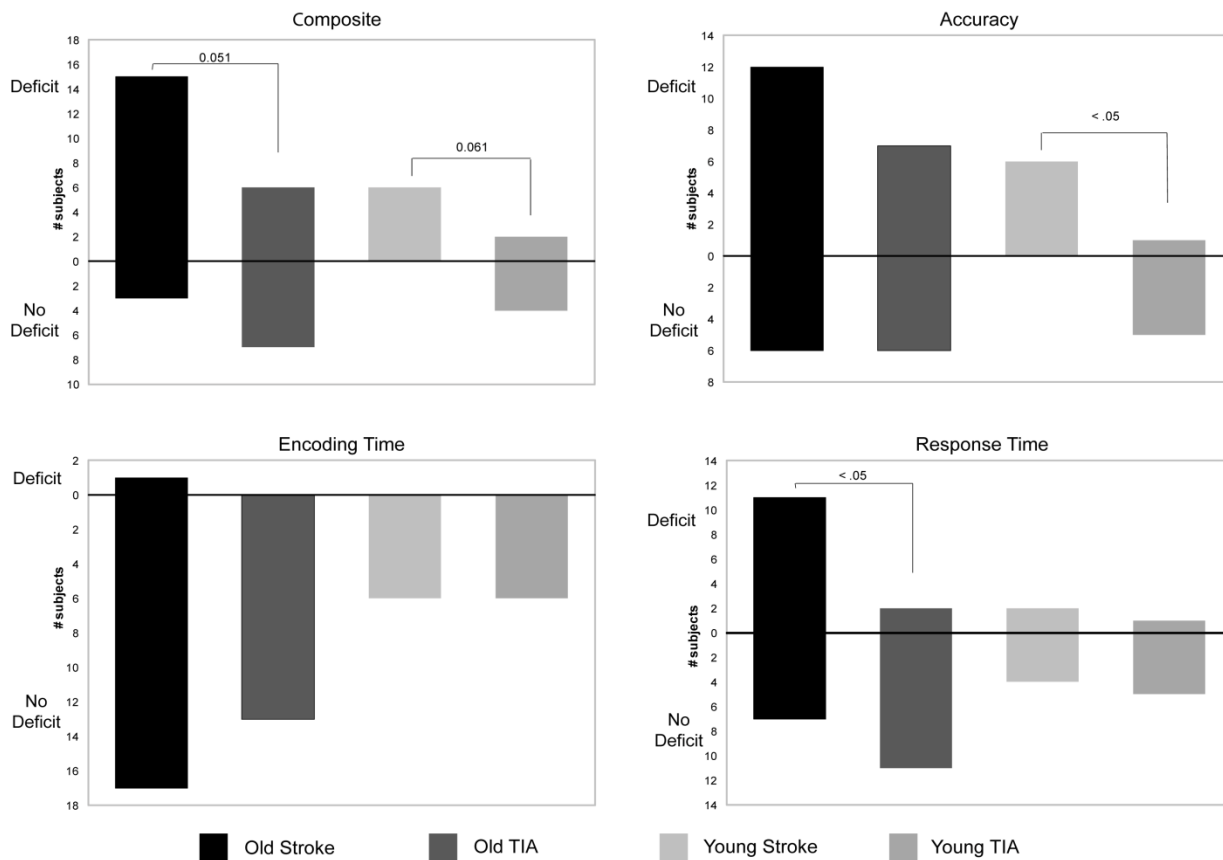 Composite
18
16
14
12
10
8
6
4
2
0
2
4
6
8
10
Deficit
No
Deficit
# subjects
0.051
0.061
Accuracy
14
12
10
8
6
4
2
0
2
4
6
8
Deficit
No
Deficit
# subjects
< .05
Encoding Time
2
0
2
4
6
8
10
12
14
16
18
Deficit
No
Deficit
# subjects
Response Time
14
12
10
8
6
4
2
0
2
4
6
8
10
12
14
Deficit
No
Deficit
# subjects
< .05
Old Stroke
Old TIA
Young Stroke
Young TIA